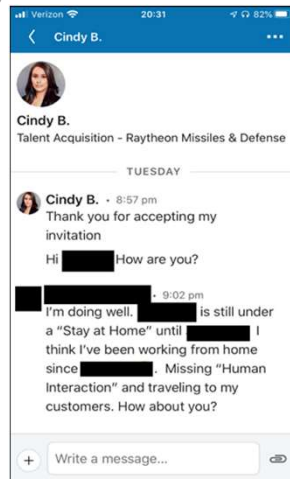 Verizon 20:31 82%
Cindy B.
Cindy B.
Talent Acquisition - Raytheon Missiles & Defense
TUESDAY
Cindy B. • 8:57 pm
Thank you for accepting my
invitation
Hi How are you?
• 9:02 pm
I'm doing well. is still under
a "Stay at Home" until I
think I've been working from home
since . Missing "Human
Interaction" and traveling to my
customers. How about you?
Write a message...